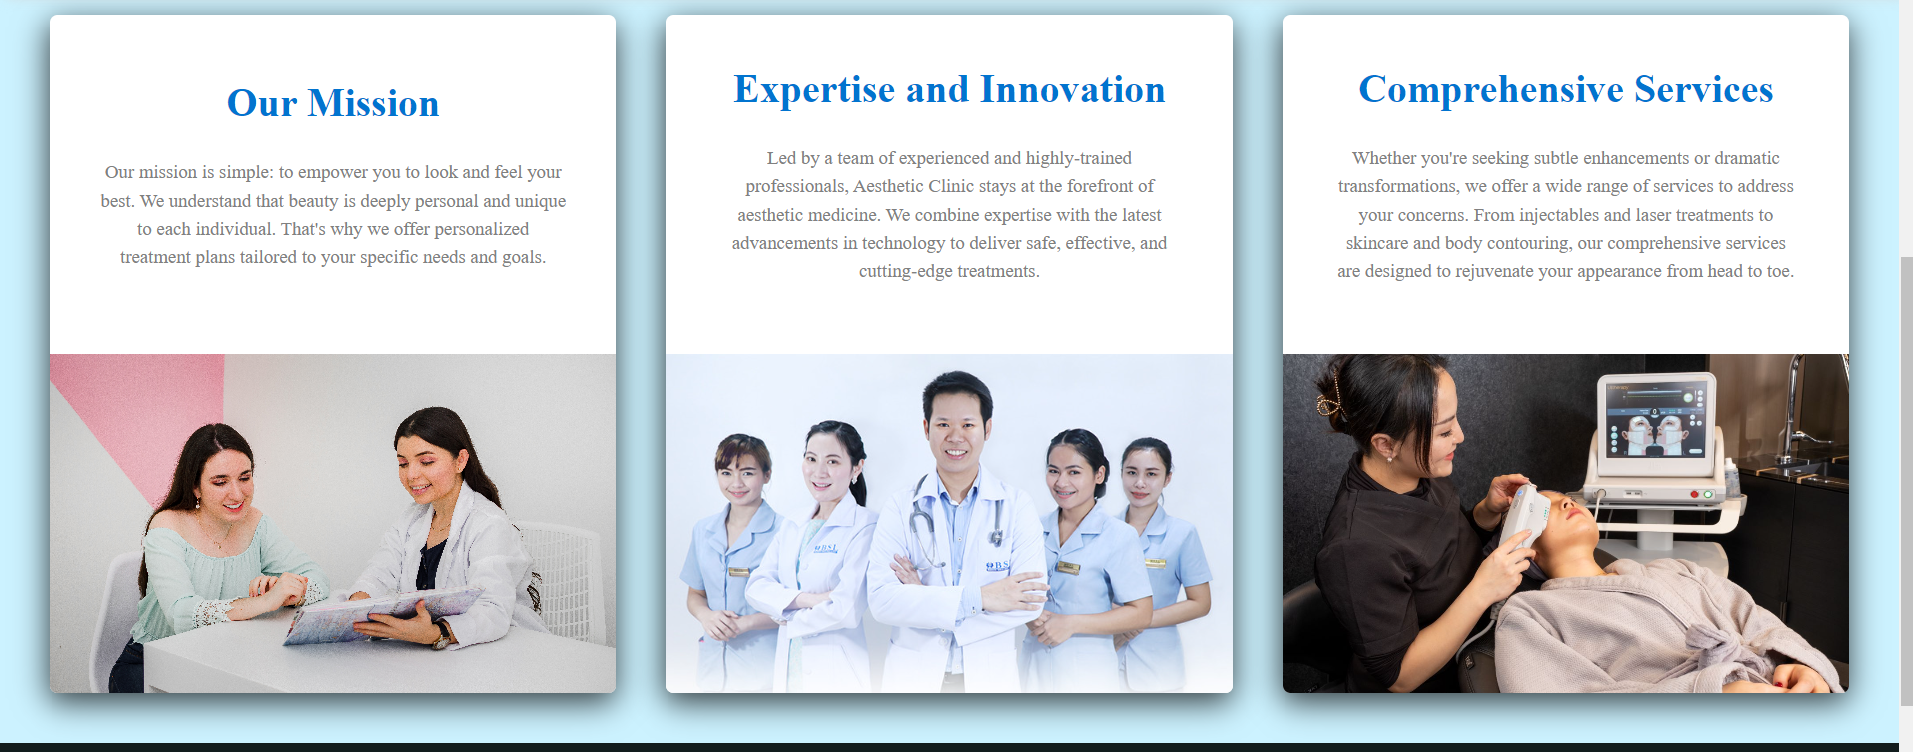 Our Mission
Our mission is simple: to empower you to look and feel your
best. We understand that beauty is deeply personal and unique
to each individual. That's why we offer personalized
treatment plans tailored to your specific needs and goals.
Expertise and Innovation
Led by a team of experienced and highly-trained
professionals, Aesthetic Clinic stays at the forefront of
aesthetic medicine. We combine expertise with the latest
advancements in technology to deliver safe, effective, and
cutting-edge treatments.
Comprehensive Services
Whether you're seeking subtle enhancements or dramatic
transformations, we offer a wide range of services to address
your concerns. From injectables and laser treatments to
skincare and body contouring, our comprehensive services
are designed to rejuvenate your appearance from head to toe.